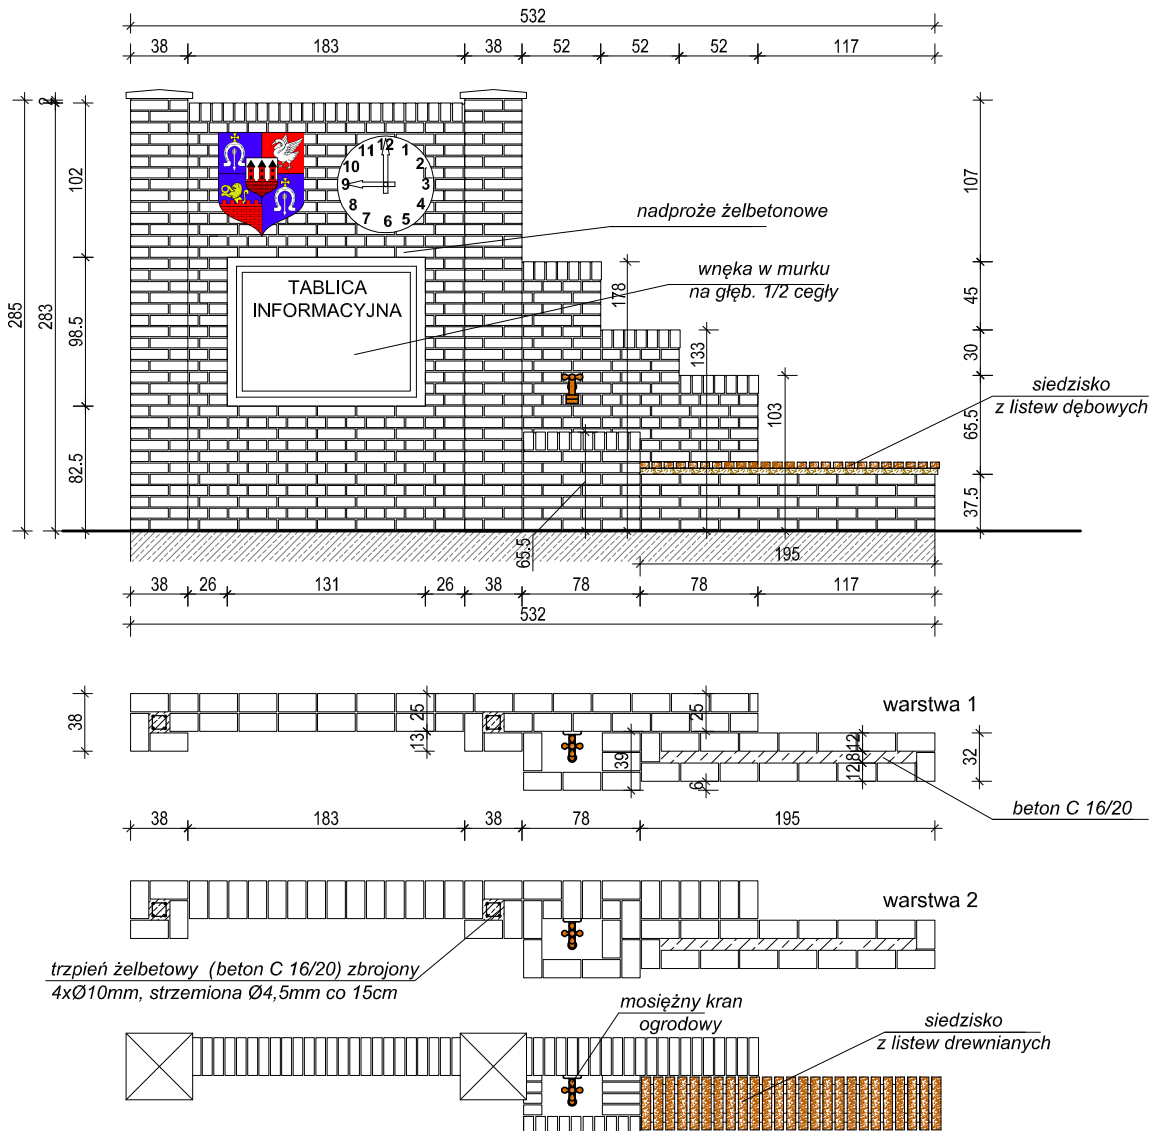 532
38 183 38 52 52 52 117
2
285
283
102
98.5
82.5
12 1 2 3 4 5 6 7 8 9 10 11
TABLICA
INFORMACYJNA
nadproże żelbetonowe
wnęka w murku
na głęb. 1/2 cegły
178
133
103
65.5
siedzisko
z listew dębowych
107
45
30
65.5
37.5
195
38 26 131 26 38 78 78 117
532
warstwa 1
38
25
13
25
39
12
8
12
6
32
beton C 16/20
38 183 38 78 195
warstwa 2
trzpień żelbetowy (beton C 16/20) zbrojony
4xØ10mm, strzemiona Ø4,5mm co 15cm
mosiężny kran
ogrodowy
siedzisko
z listew drewnianych